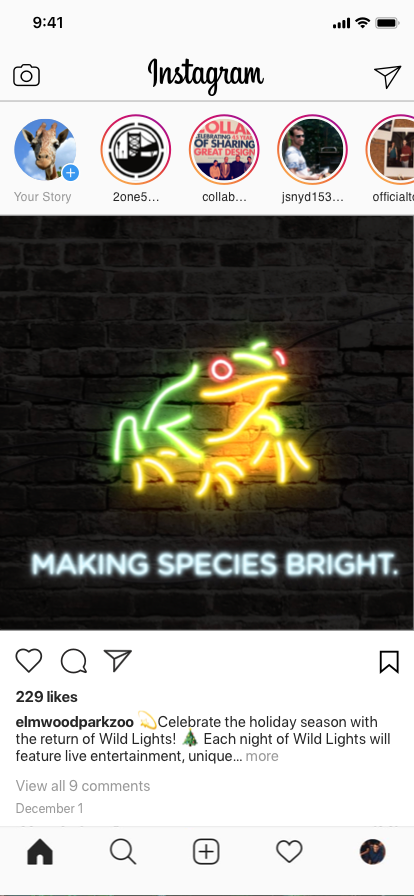 9:41
Instagram
COLLAB
CELEBRATING 45 YEARS
OF SHARING
GREAT DESIGN
Your Story
2one5...
collab...
jsnyd153...
officialt
MAKING SPECIES BRIGHT.
229 likes
elmwoodparkzoo 💫Celebrate the holiday season with
the return of Wild Lights! 🎄 Each night of Wild Lights will
feature live entertainment, unique... more
View all 9 comments
December 1